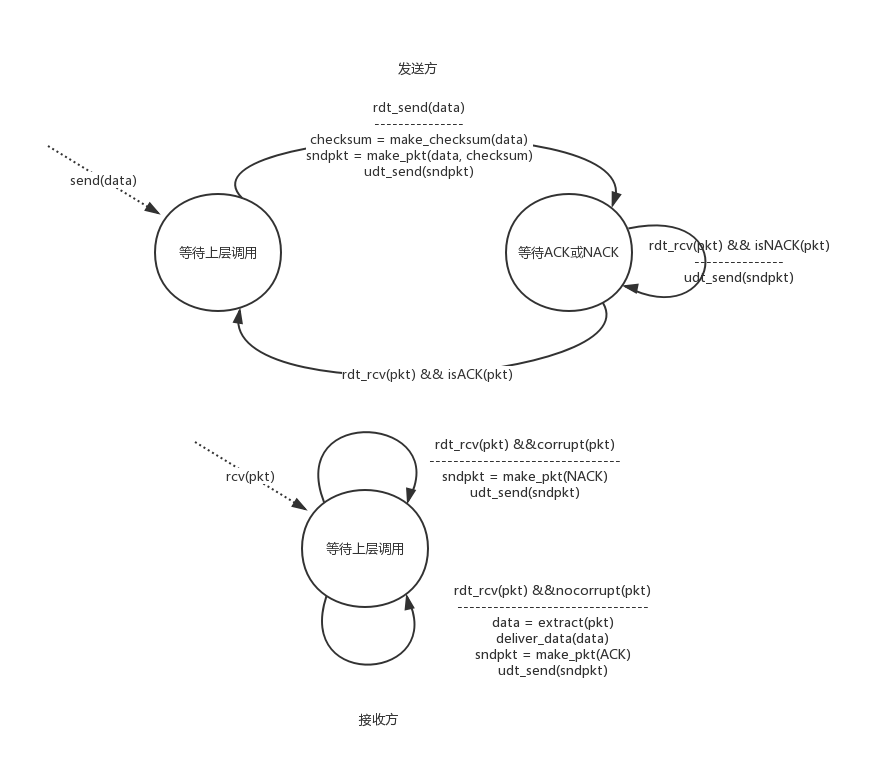 发送方
rdt_send(data)
---------------
checksum = make_checksum(data)
sndpkt = make_pkt(data, checksum)
udt_send(sndpkt)
send(data)
等待上层调用
等待ACK或NACK
rdt_rcv(pkt) && isNACK(pkt)
---------------
udt_send(sndpkt)
rdt_rcv(pkt) && isACK(pkt)
rdt_rcv(pkt) &&corrupt(pkt)
--------------------------------
sndpkt = make_pkt(NACK)
udt_send(sndpkt)
rcv(pkt)
等待上层调用
rdt_rcv(pkt) &&nocorrupt(pkt)
--------------------------------
data = extract(pkt)
deliver_data(data)
sndpkt = make_pkt(ACK)
udt_send(sndpkt)
接收方